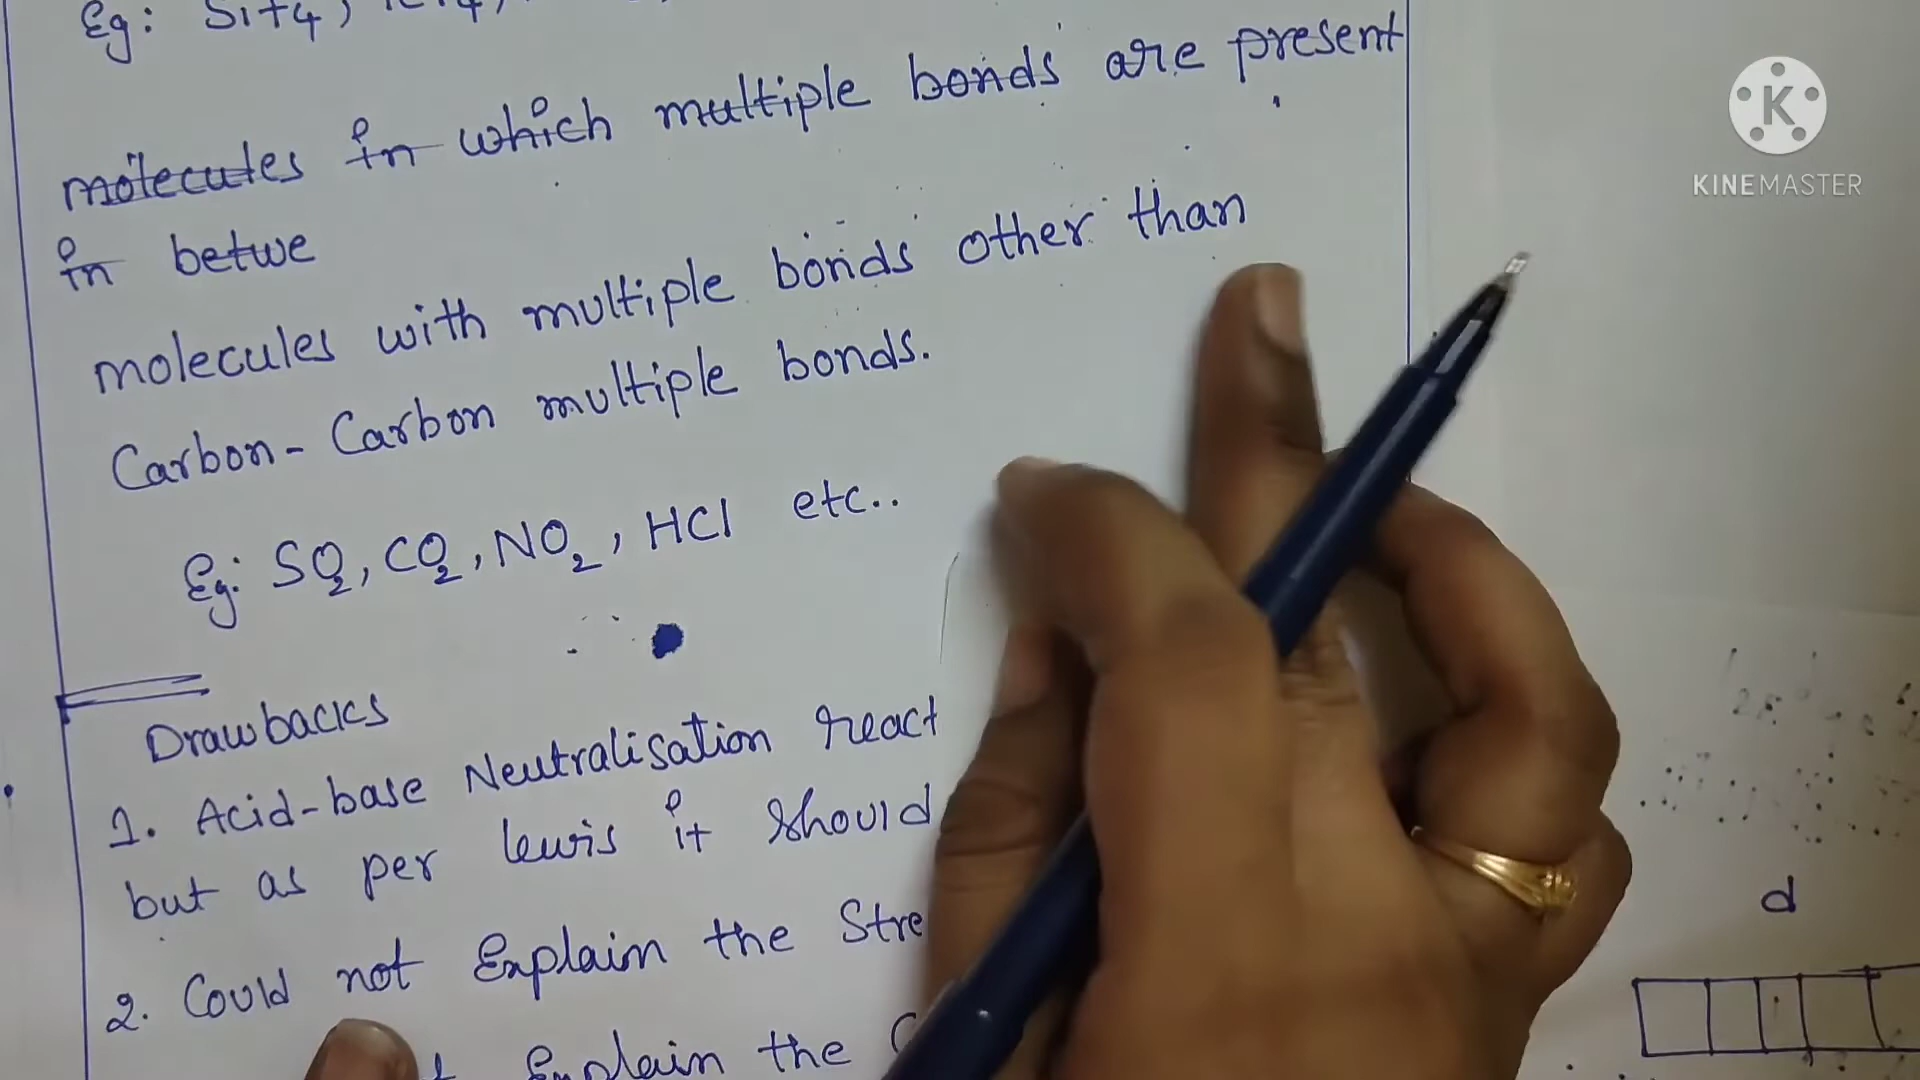 Eg: SiF4,
molecules in which multiple bonds are present
in betwe
molecules with multiple bonds other than
Carbon-Carbon multiple bonds.
Eg: SO2, CO2, NO2, HCl etc..
Drawbacks
1. Acid-base Neutralisation react
but as per lewis it should
2. Could not Explain the Stre
Explain the
d
K
KINEMASTER